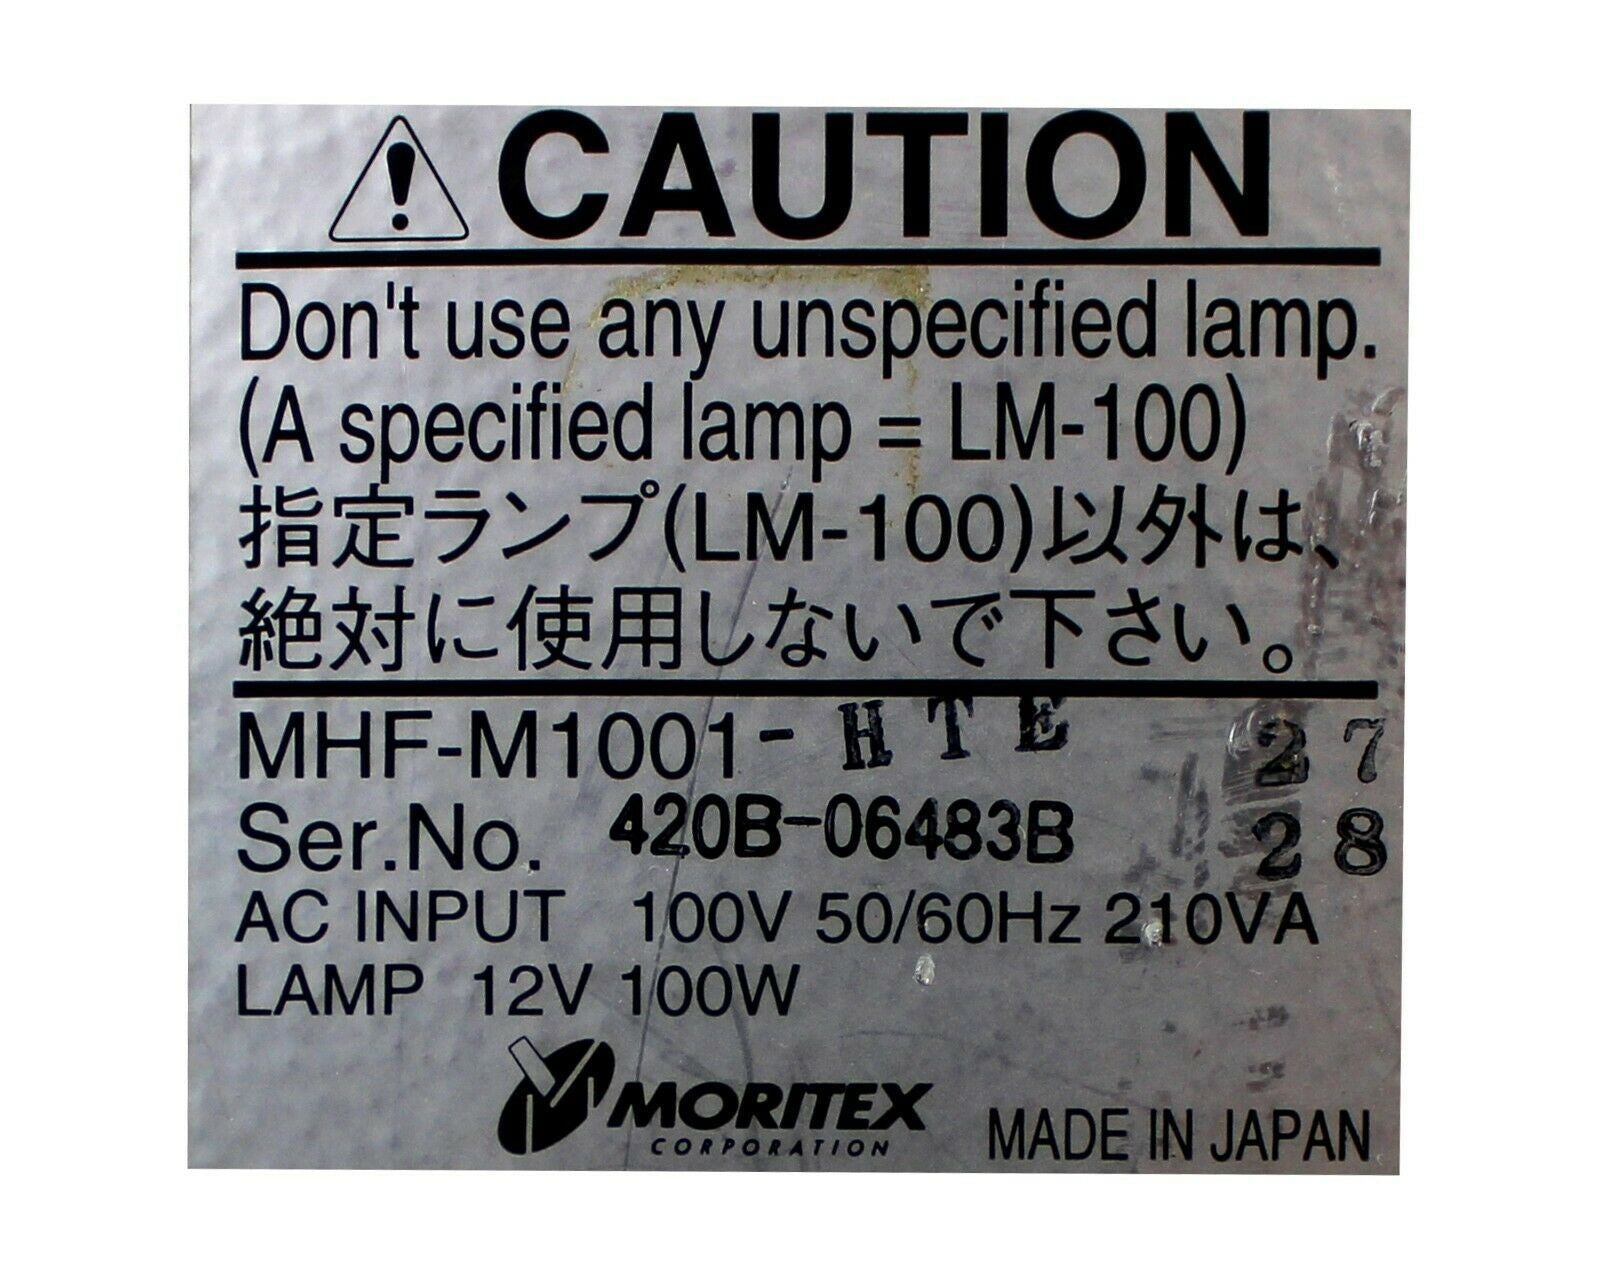 CAUTION
Don't use any unspecified lamp.
(A specified lamp = LM-100)
指定ランプ(LM-100)以外は、
絶対に使用しないで下さい。
MHF-M1001-HTE 27
Ser.No. 420B-06483B 28
AC INPUT 100V 50/60Hz 210VA
LAMP 12V 100W
MORITEX
CORPORATION
MADE IN JAPAN